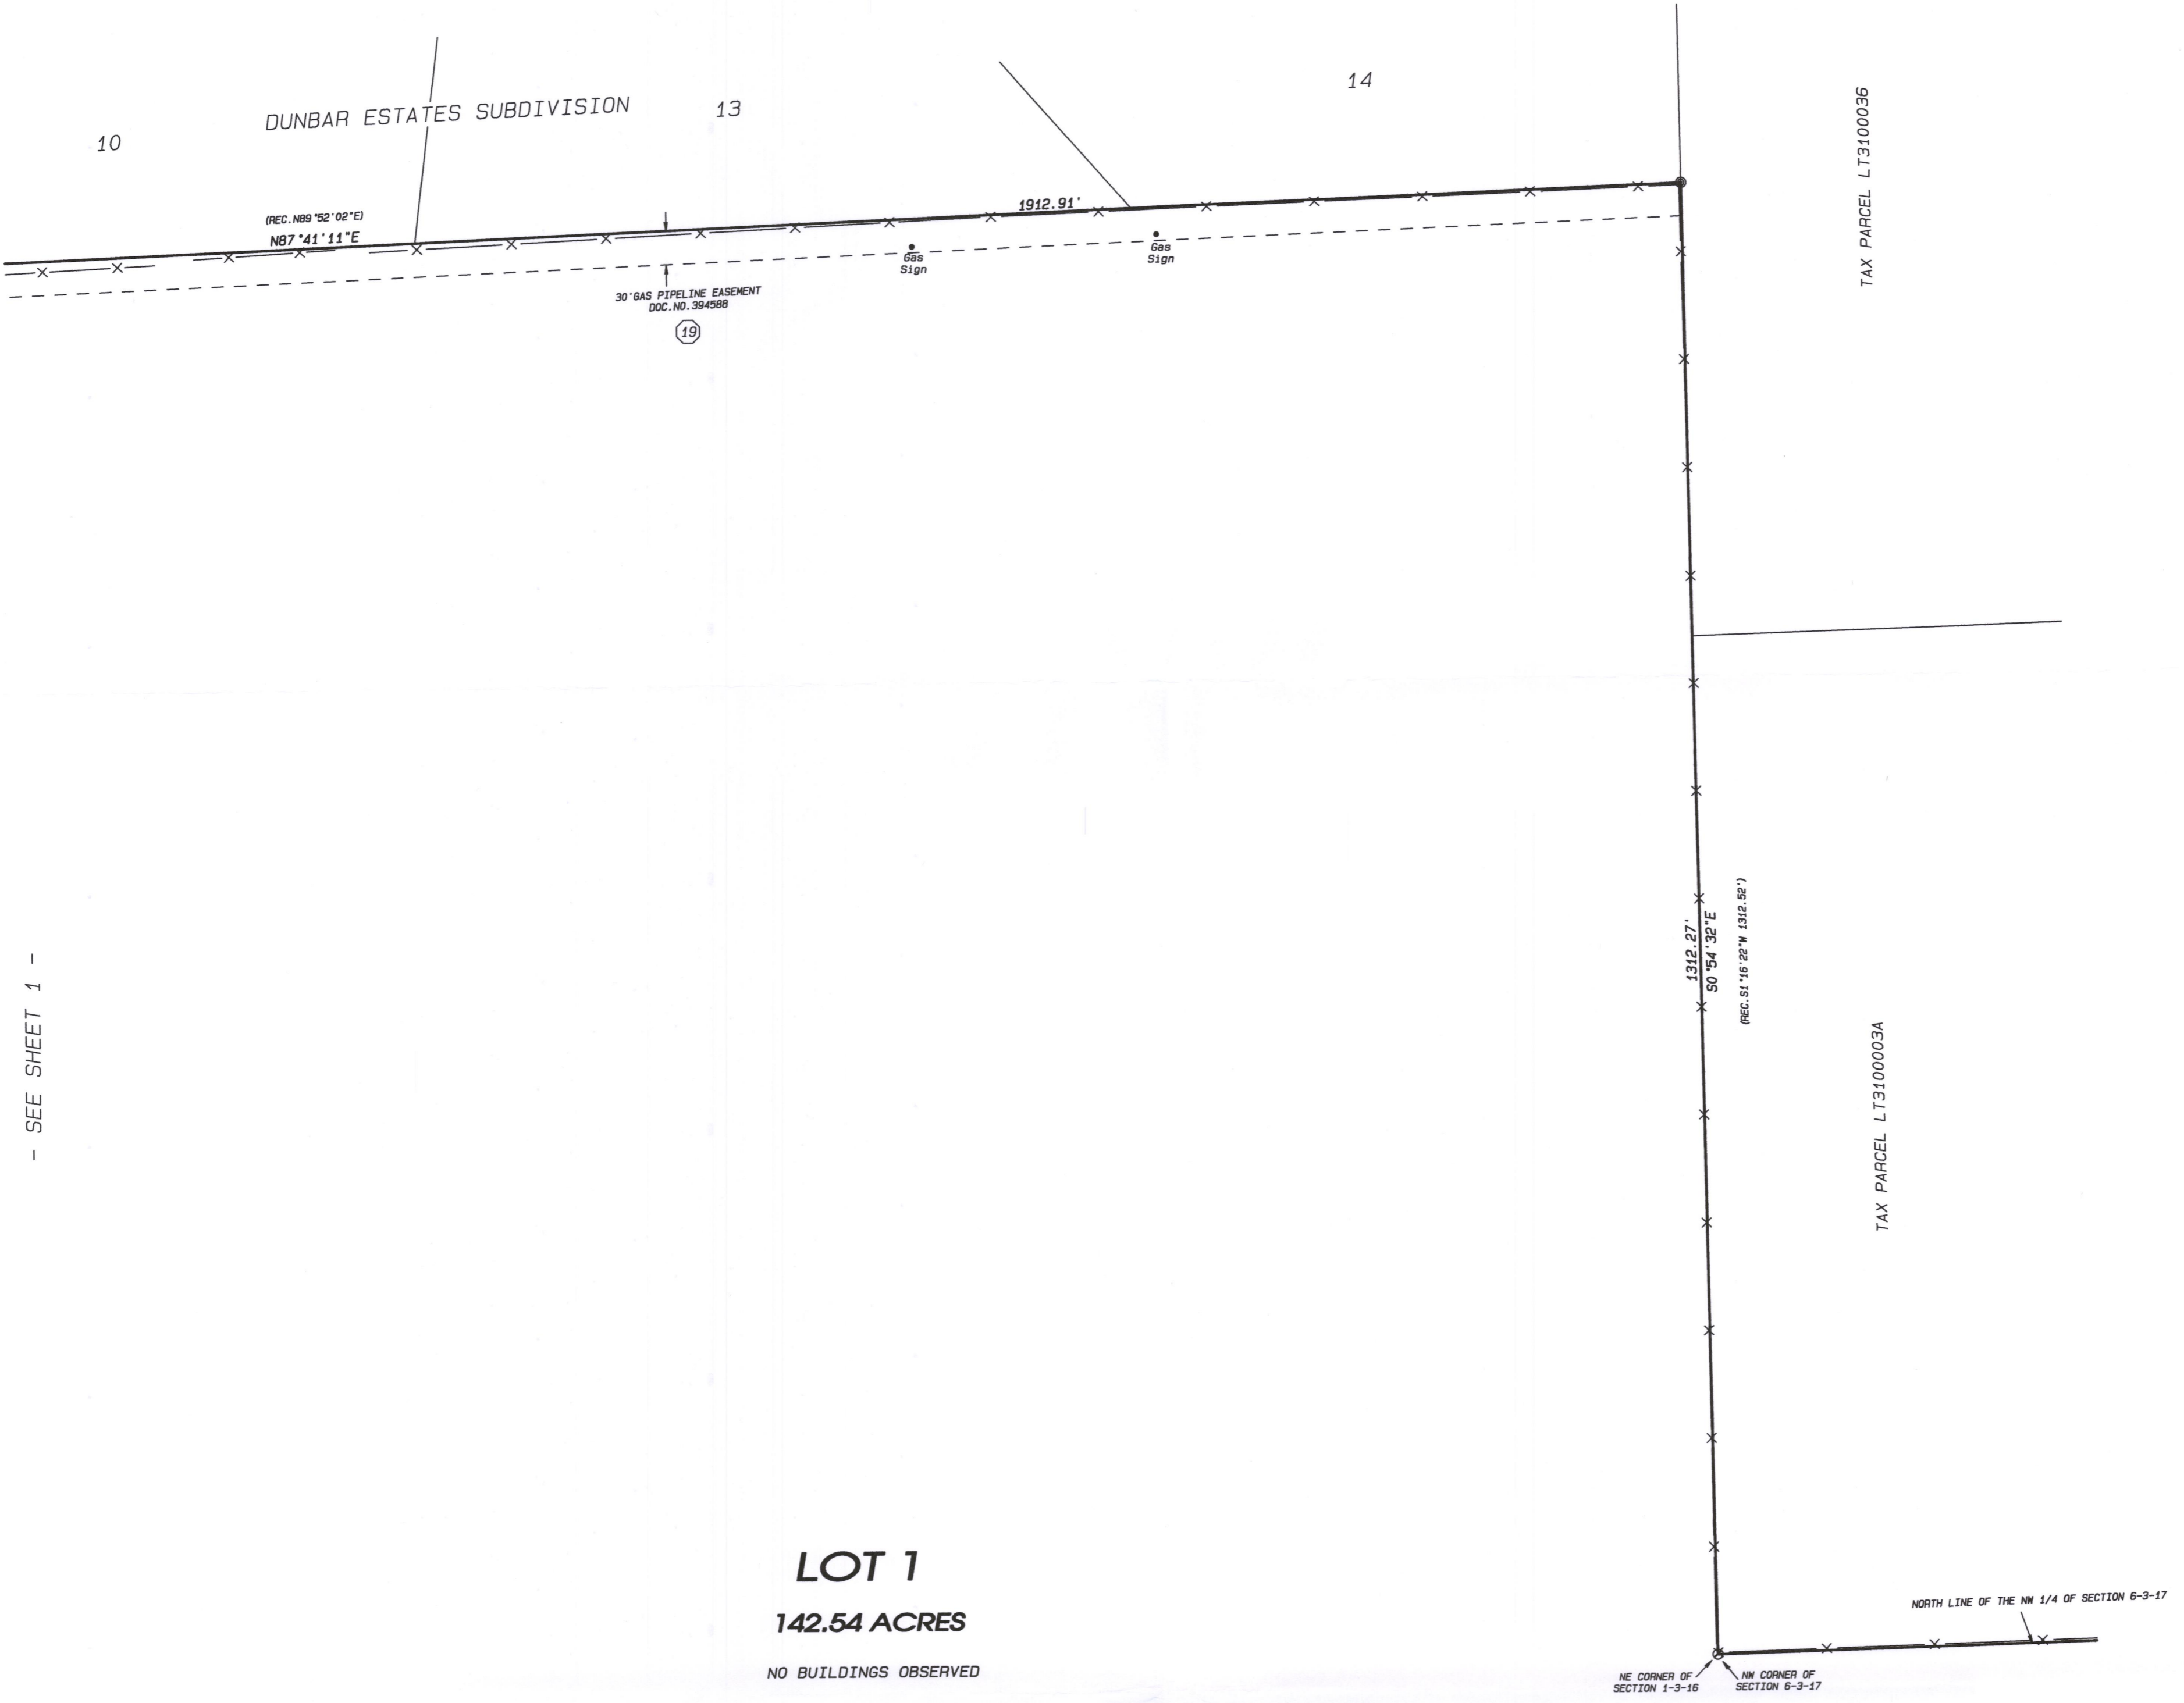 14
13
DUNBAR ESTATES SUBDIVISION
10
TAX PARCEL LT3100036
(REC.N89°52'02"E)
N87°41'11"E
1912.91'
Gas
Sign
Gas
Sign
30'GAS PIPELINE EASEMENT
DOC.NO.394588
19
1312.27'
S0°54'32"E
(REC.S1°16'22"W 1312.52')
- SEE SHEET 1 -
TAX PARCEL LT310003A
LOT 1
142.54 ACRES
NO BUILDINGS OBSERVED
NORTH LINE OF THE NW 1/4 OF SECTION 6-3-17
NE CORNER OF
SECTION 1-3-16
NW CORNER OF
SECTION 6-3-17